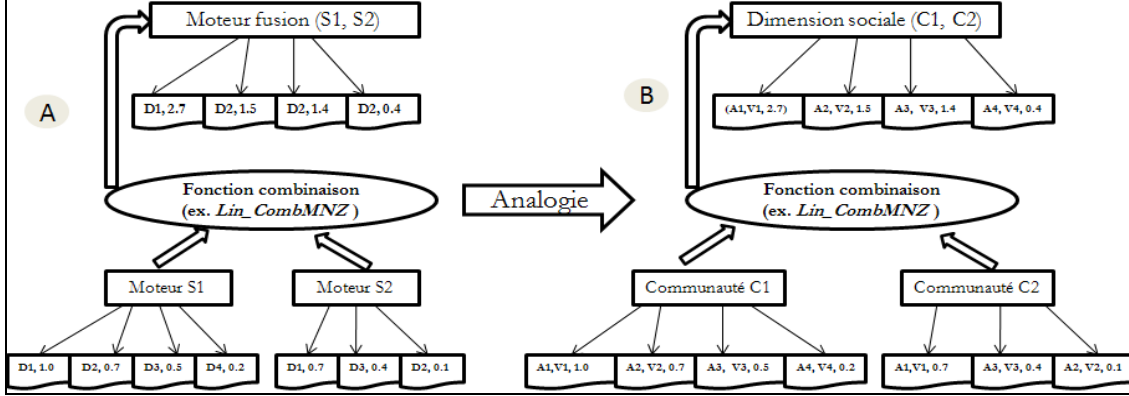 Moteur fusion (S1, S2)
A
D1, 2.7
D2, 1.5
D2, 1.4
D2, 0.4
Fonction combinaison
(ex. Lin_CombMNZ )
Moteur S1
Moteur S2
D1, 1.0
D2, 0.7
D3, 0.5
D4, 0.2
D1, 0.7
D3, 0.4
D2, 0.1
Analogie
Dimension sociale (C1, C2)
B
(A1,V1, 2.7)
A2, V2, 1.5
A3, V3, 1.4
A4, V4, 0.4
Fonction combinaison
(ex. Lin_CombMNZ )
Communauté C1
Communauté C2
A1,V1, 1.0
A2, V2, 0.7
A3, V3, 0.5
A4, V4, 0.2
A1,V1, 0.7
A3, V3, 0.4
A2, V2, 0.1